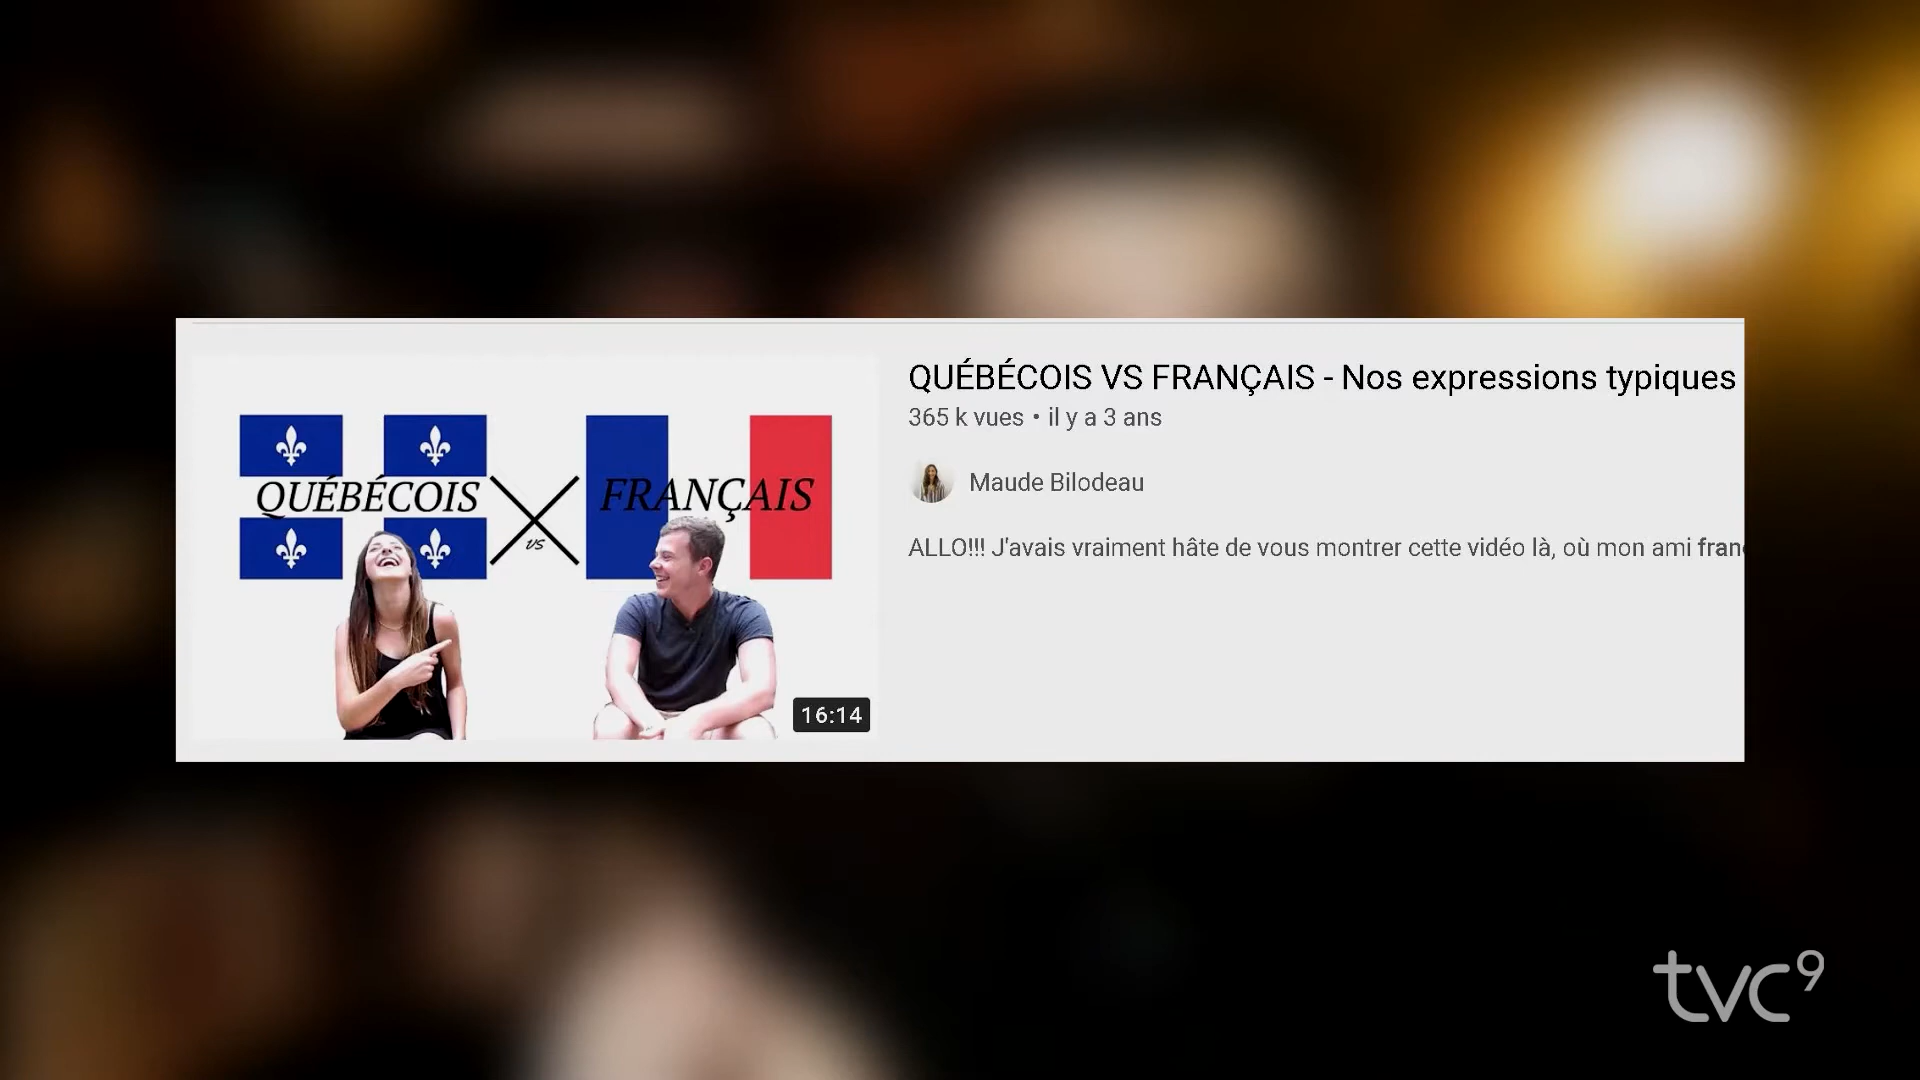 QUÉBÉCOIS VS FRANÇAIS - Nos expressions typiques
365 k vues • il y a 3 ans
Maude Bilodeau
ALLO!!! J'avais vraiment hâte de vous montrer cette vidéo là, où mon ami
QUÉBÉCOIS
vs
FRANÇAIS
16:14
tvc9